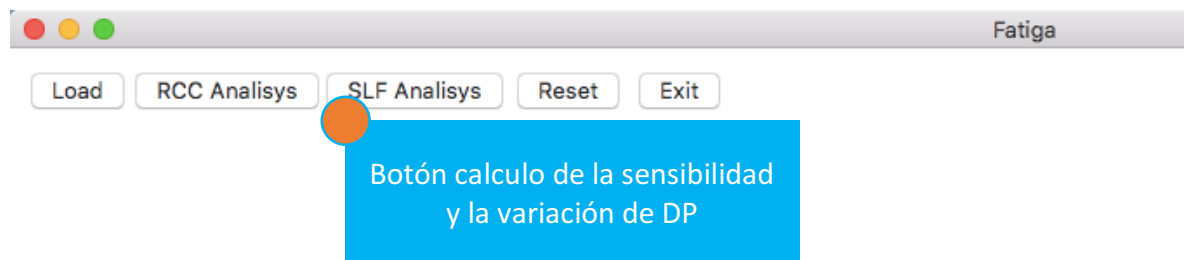 Fatiga
Load RCC Analisys SLF Analisys Reset Exit
Botón calculo de la sensibilidad
y la variación de DP